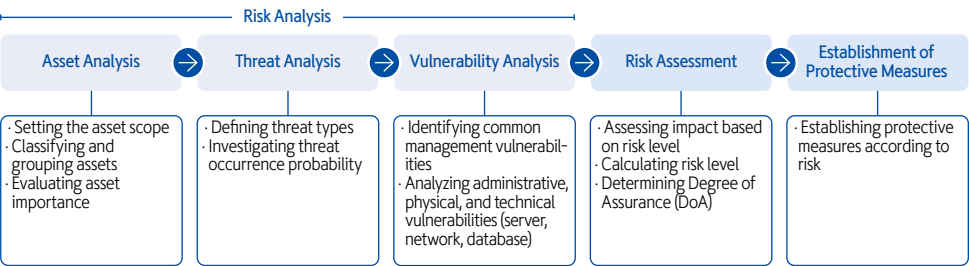 Risk Analysis
Asset Analysis
Threat Analysis
Vulnerability Analysis
Risk Assessment
Establishment of
Protective Measures
· Setting the asset scope
· Classifying and
grouping assets
· Evaluating asset
importance
· Defining threat types
· Investigating threat
occurrence probability
· Identifying common
management vulnerabil-
ities
· Analyzing administrative,
physical, and technical
vulnerabilities (server,
network, database)
· Assessing impact based
on risk level
· Calculating risk level
· Determining Degree of
Assurance (DoA)
· Establishing protective
measures according to
risk